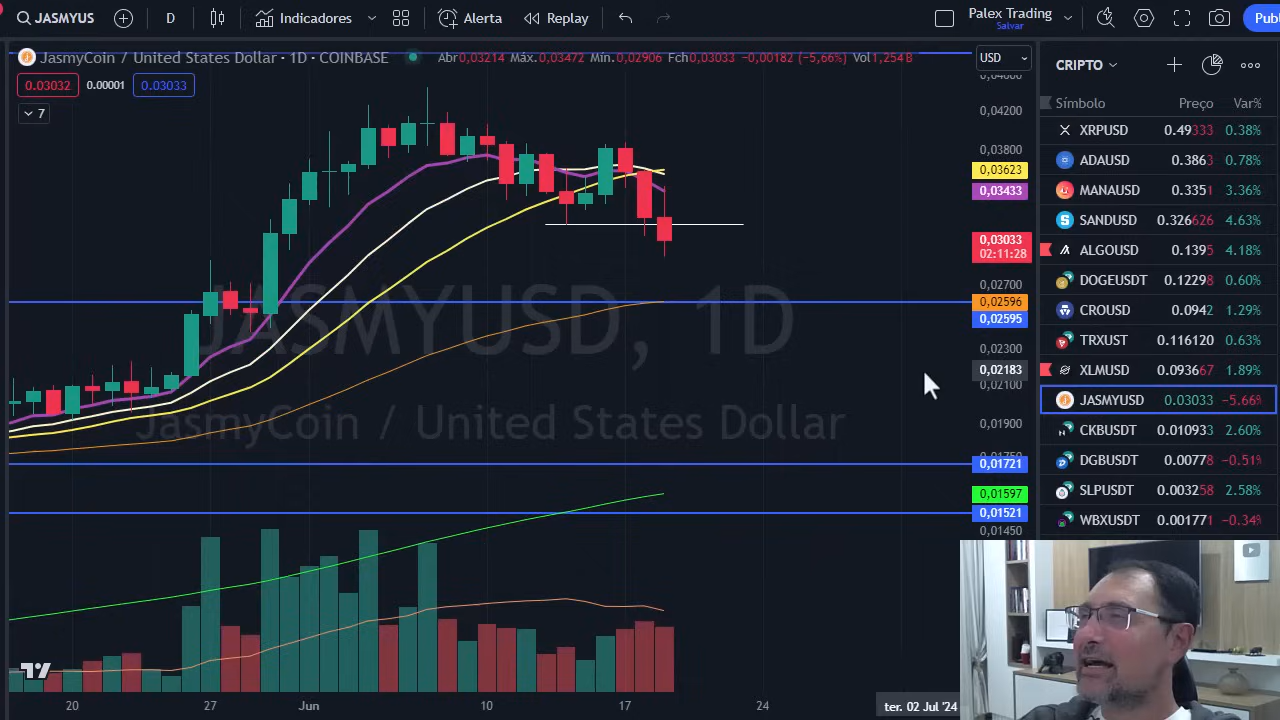 JASMYUS D Indicadores Alerta Replay Palex Trading Salvar Publ
JasmyCoin / United States Dollar · 1D · COINBASE Abr0,03214 Máx.0,03472 Mín.0,02906 Fch0,03033 −0,00182 (−5,66%) Vol1,254 B
USD
0.03032 0.00001 0.03033
7
0,04200
0,03800
0,03623
0,03433
0,03033
02:11:28
0,02700
0,02596
0,02595
0,02300
0,02183
0,02100
0,01900
0,01721
0,01597
0,01521
0,01450
JASMYUSD, 1D
JasmyCoin / United States Dollar
20 27 Jun 10 17 24 ter. 02 Jul '24
CRIPTO
Símbolo Preço Var%
XRPUSD 0.49333 0.38%
ADAUSD 0.3863 0.78%
MANAUSD 0.3351 3.36%
SANDUSD 0.326626 4.63%
ALGOUSD 0.1395 4.18%
DOGEUSDT 0.12298 0.60%
CROUSD 0.0942 1.29%
TRXUSDT 0.116120 0.63%
XLMUSD 0.093667 1.89%
JASMYUSD 0.03033 −5.66%
CKBUSDT 0.010933 2.60%
DGBUSDT 0.00778 −0.51%
SLPUSDT 0.003258 2.58%
WBXUSDT 0.001771 −0.34%